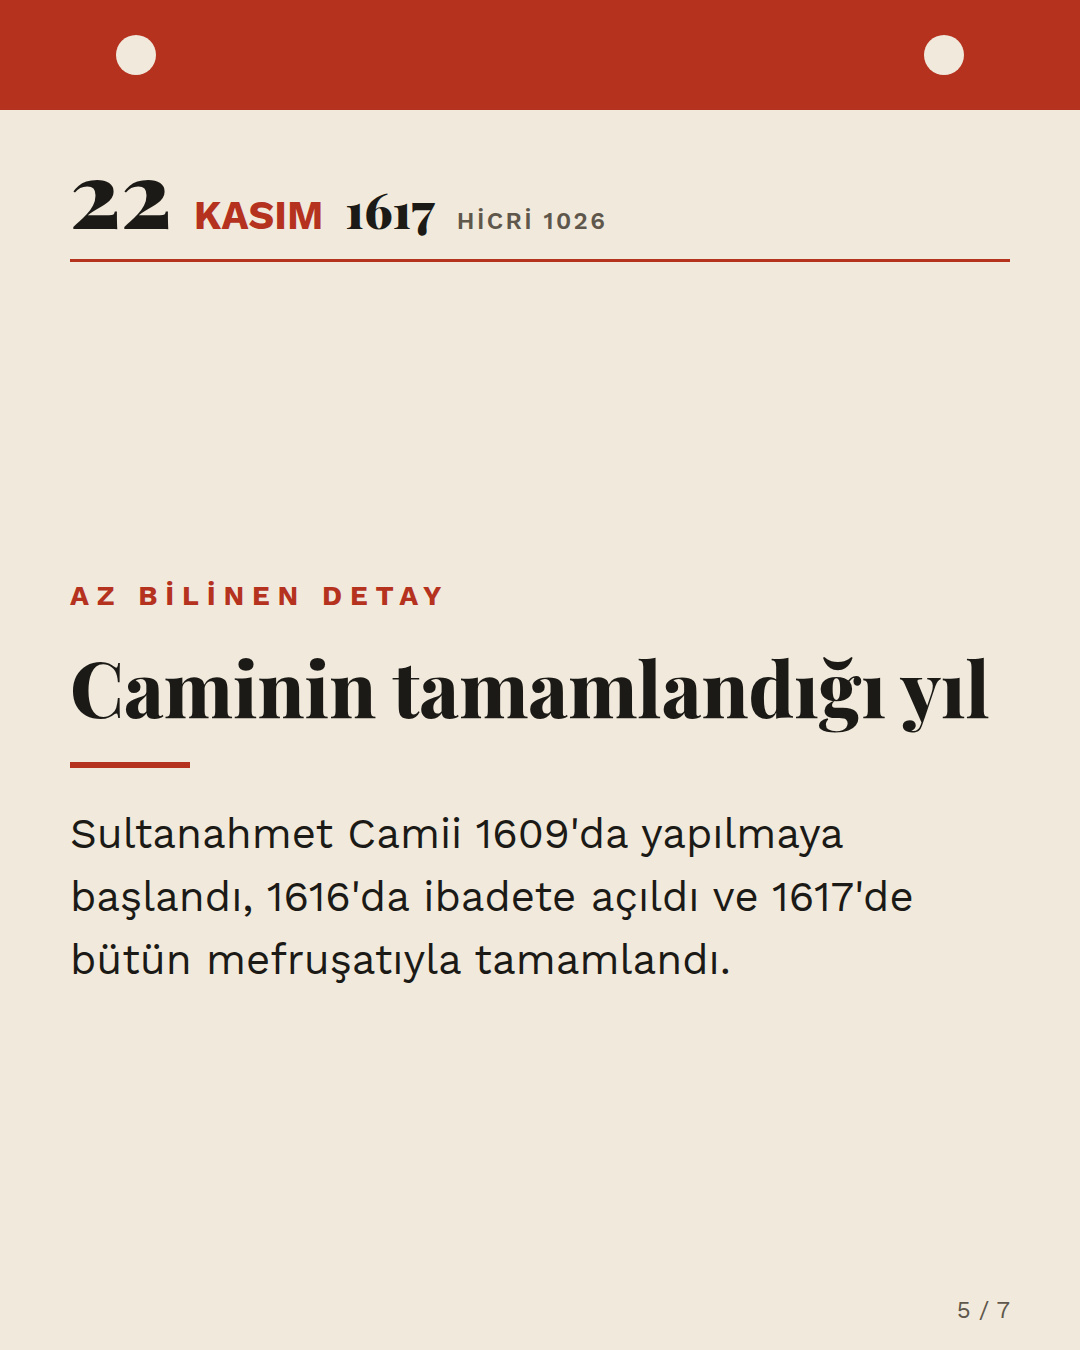 22 KASIM 1617 HİCRİ 1026
AZ BİLİNEN DETAY
Caminin tamamlandığı yıl
Sultanahmet Camii 1609'da yapılmaya
başlandı, 1616'da ibadete açıldı ve 1617'de
bütün mefruşatıyla tamamlandı.
5 / 7